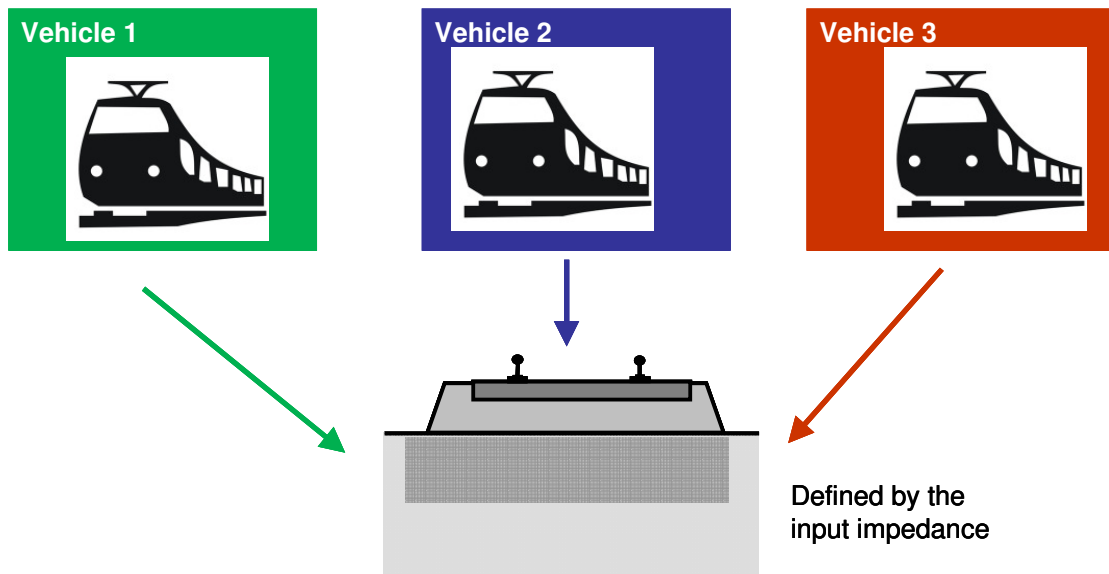 Vehicle 1
Vehicle 2
Vehicle 3
Defined by the
input impedance